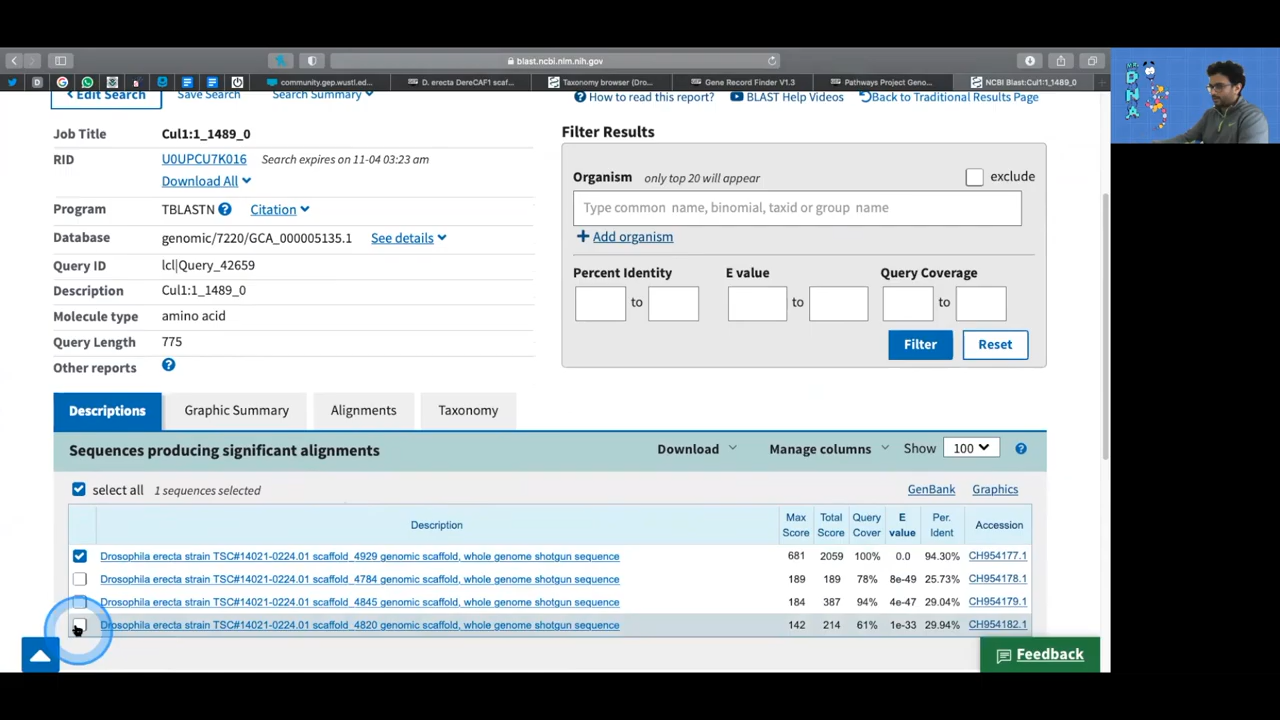 blast.ncbi.nlm.nih.gov
community.gep.wustl.ed...
D. erecta DereCAF1 scaf...
Taxonomy browser (Dro...
Gene Record Finder V1.3
Pathways Project Geno...
NCBI Blast:Cul1:1_1489_0
Edit Search
Save Search
Search Summary
How to read this report?
BLAST Help Videos
Back to Traditional Results Page
Job Title
Cul1:1_1489_0
RID
U0UPCU7K016
Search expires on 11-04 03:23 am
Download All
Program
TBLASTN
Citation
Database
genomic/7220/GCA_000005135.1
See details
Query ID
lcl|Query_42659
Description
Cul1:1_1489_0
Molecule type
amino acid
Query Length
775
Other reports
Filter Results
Organism
only top 20 will appear
exclude
Type common name, binomial, taxid or group name
+ Add organism
Percent Identity
E value
Query Coverage
to
to
to
Filter
Reset
Descriptions
Graphic Summary
Alignments
Taxonomy
Sequences producing significant alignments
Download
Manage columns
Show
100
select all
1 sequences selected
GenBank
Graphics
Description
Max Score
Total Score
Query Cover
E value
Per. Ident
Accession
Drosophila erecta strain TSC#14021-0224.01 scaffold_4929 genomic scaffold, whole genome shotgun sequence 681 2059 100% 0.0 94.30% CH954177.1
Drosophila erecta strain TSC#14021-0224.01 scaffold_4784 genomic scaffold, whole genome shotgun sequence 189 189 78% 8e-49 25.73% CH954178.1
Drosophila erecta strain TSC#14021-0224.01 scaffold_4845 genomic scaffold, whole genome shotgun sequence 184 387 94% 4e-47 29.04% CH954179.1
Drosophila erecta strain TSC#14021-0224.01 scaffold_4820 genomic scaffold, whole genome shotgun sequence 142 214 61% 1e-33 29.94% CH954182.1
Feedback
DNA